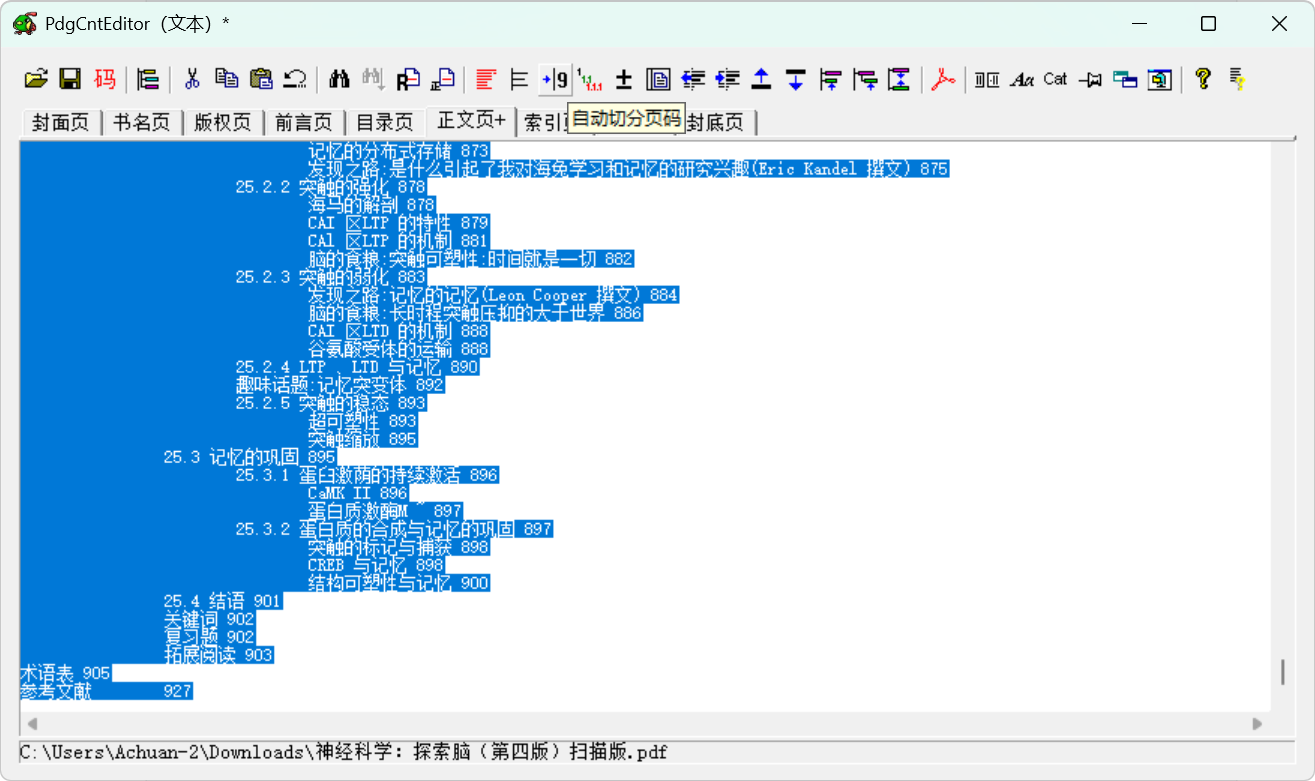 PdgCntEditor（文本）*
码 9 1 1.1 1.1.1 Aa Cat
封面页 书名页 版权页 前言页 目录页 正文页+ 索引 自动切分页码 封底页
记忆的分布式存储 873
发现之路:是什么引起了我对海兔学习和记忆的研究兴趣(Eric Kandel 撰文) 875
25.2.2 突触的强化 878
海马的解剖 878
CAI 区LTP 的特性 879
CAl 区LTP 的机制 881
脑的食粮:突触可塑性:时间就是一切 882
25.2.3 突触的弱化 883
发现之路:记忆的记忆(Leon Cooper 撰文) 884
脑的食粮:长时程突触压抑的大千世界 886
CAI 区LTD 的机制 888
谷氨酸受体的运输 888
25.2.4 LTP 、LTD 与记忆 890
趣味话题:记忆突变体 892
25.2.5 突触的稳态 893
超可塑性 893
突触缩放 895
25.3 记忆的巩固 895
25.3.1 蛋臼激荫的持续激活 896
CaMK II 896
蛋白质激酶M 897
25.3.2 蛋白质的合成与记忆的巩固 897
突触的标记与捕获 898
CREB 与记忆 898
结构可塑性与记忆 900
25.4 结语 901
关键词 902
复习题 902
拓展阅读 903
术语表 905
参考文献 927
C:\Users\Achuan-2\Downloads\神经科学：探索脑（第四版）扫描版.pdf